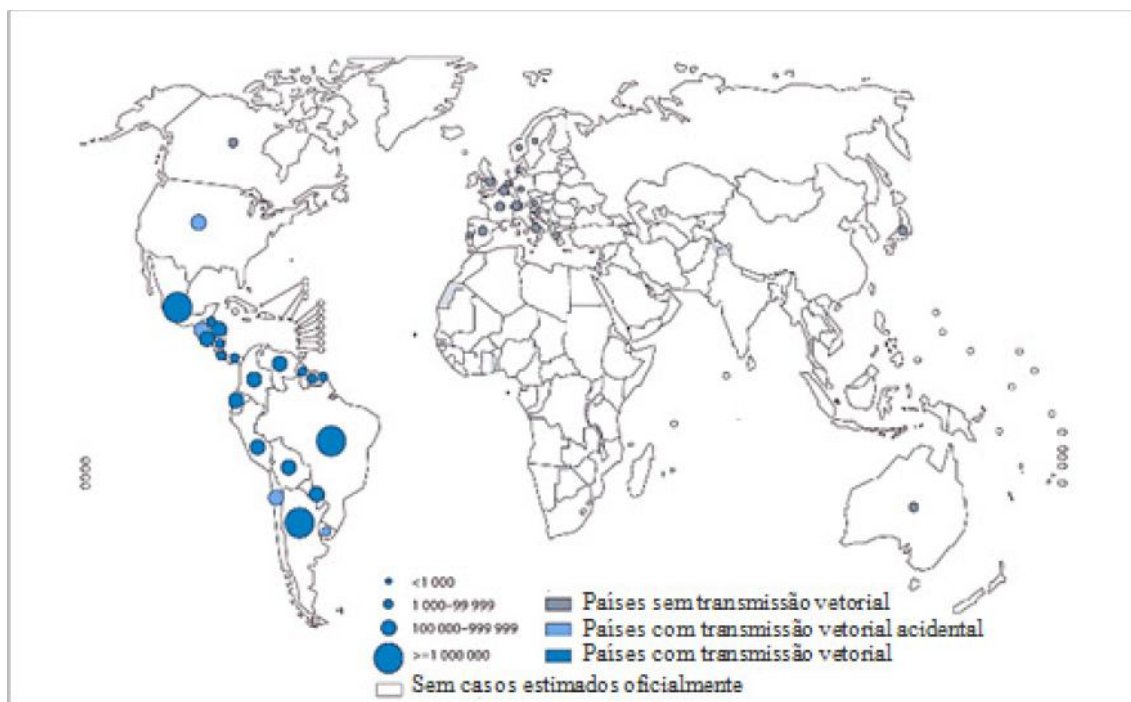 <1 000
1 000-99 999
100 000-999 999
>=1 000 000
Países sem transmissão vetorial
Países com transmissão vetorial acidental
Países com transmissão vetorial
Sem casos estimados oficialmente